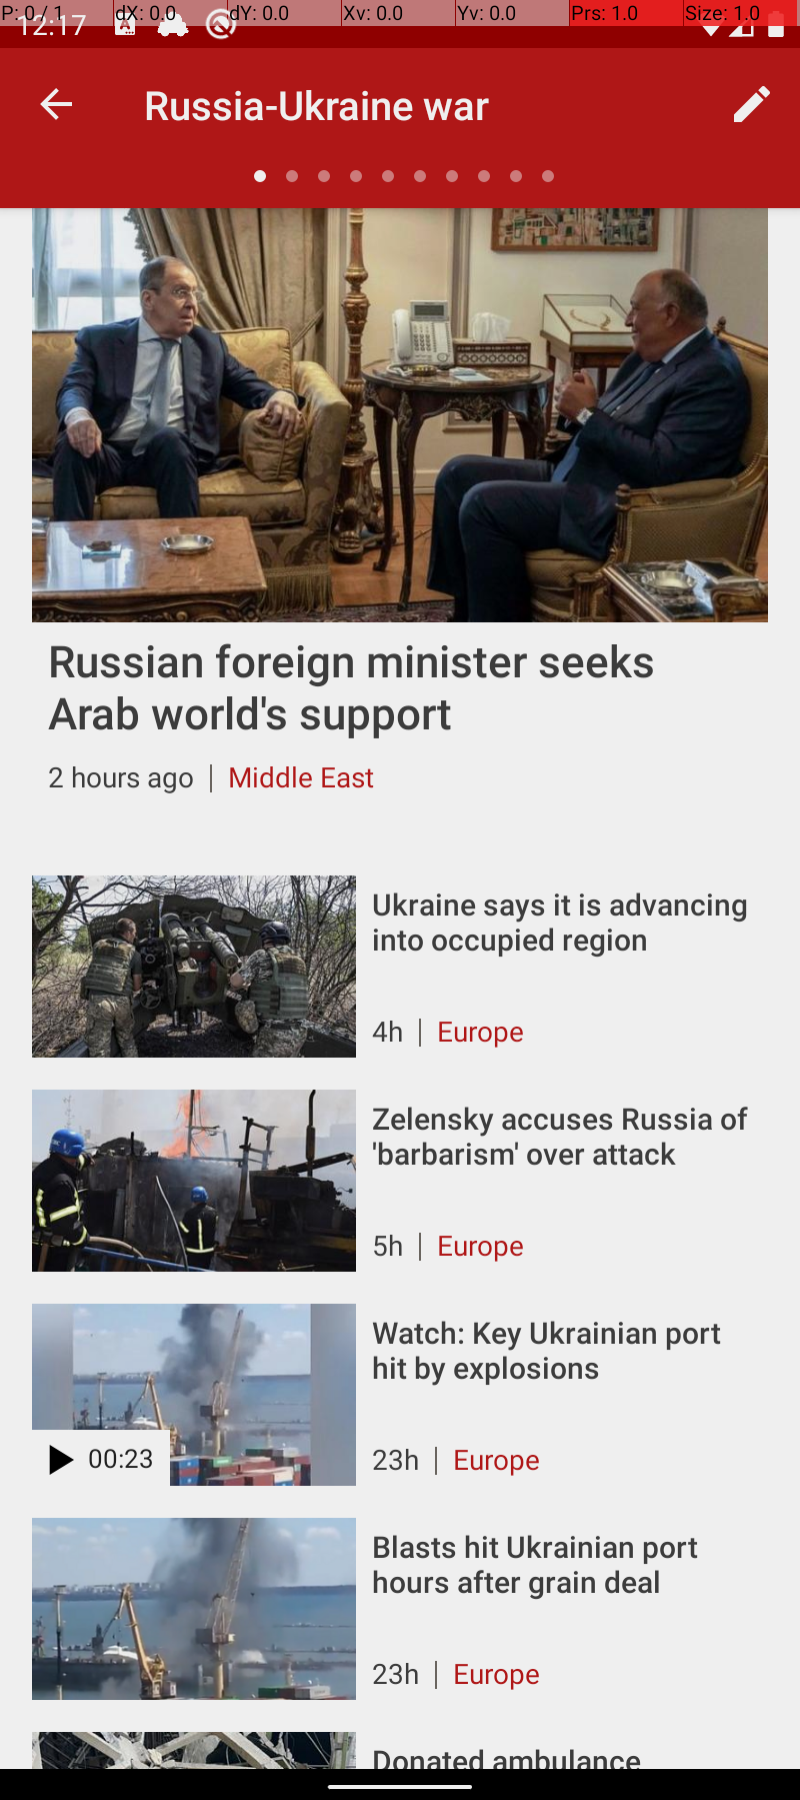 P: 0 / 1
dX: 0.0
dY: 0.0
Xv: 0.0
Yv: 0.0
Prs: 1.0
Size: 1.0
12:17
Russia-Ukraine war
Russian foreign minister seeks
Arab world's support
2 hours ago | Middle East
Ukraine says it is advancing
into occupied region
4h | Europe
Zelensky accuses Russia of
'barbarism' over attack
5h | Europe
Watch: Key Ukrainian port
hit by explosions
00:23
23h | Europe
Blasts hit Ukrainian port
hours after grain deal
23h | Europe
Donated ambulance